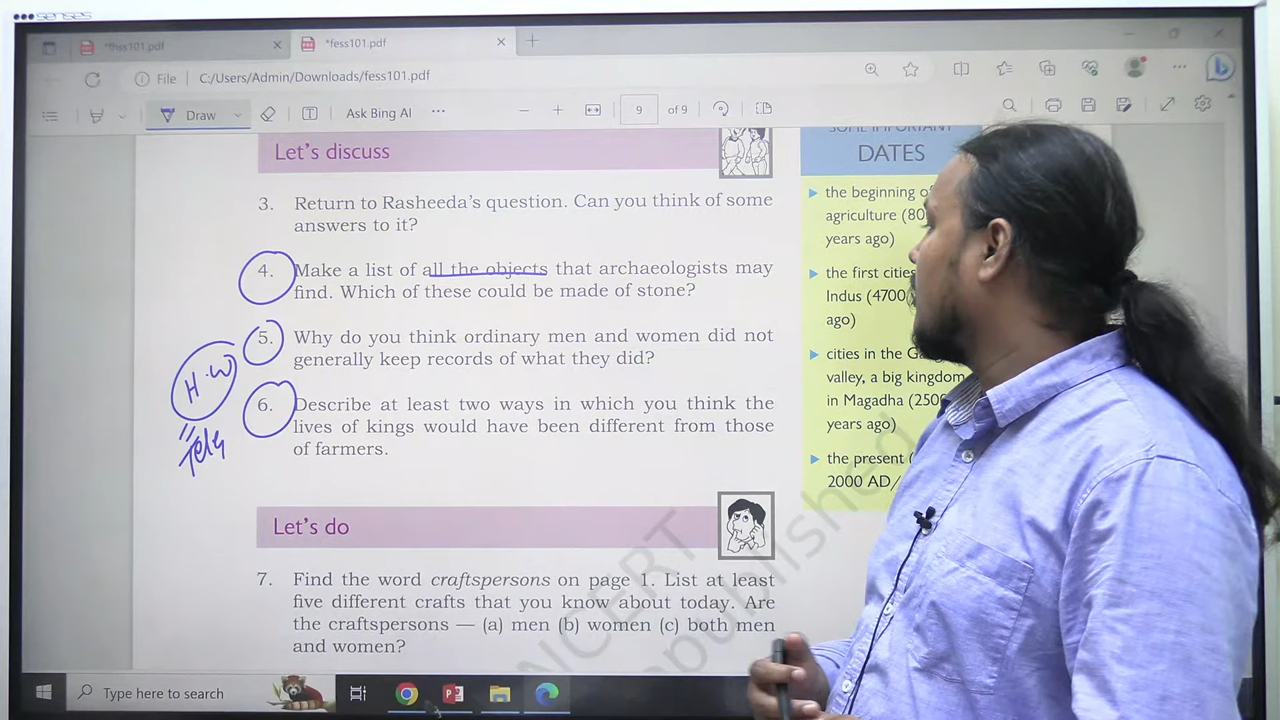 senses
*fhss101.pdf
*fess101.pdf
File C:/Users/Admin/Downloads/fess101.pdf
Draw
Ask Bing AI
9 of 9
Let's discuss
3. Return to Rasheeda's question. Can you think of some
answers to it?
4. Make a list of all the objects that archaeologists may
find. Which of these could be made of stone?
5. Why do you think ordinary men and women did not
generally keep records of what they did?
H.W
6. Describe at least two ways in which you think the
lives of kings would have been different from those
of farmers.
Let's do
7. Find the word craftspersons on page 1. List at least
five different crafts that you know about today. Are
the craftspersons — (a) men (b) women (c) both men
and women?
SOME IMPORTANT
DATES
the beginning of
agriculture (80
years ago)
the first cities
Indus (4700
ago)
cities in the Ga
valley, a big kingdom
in Magadha (2500
years ago)
the present (
2000 AD/
NCERT
republished
Type here to search